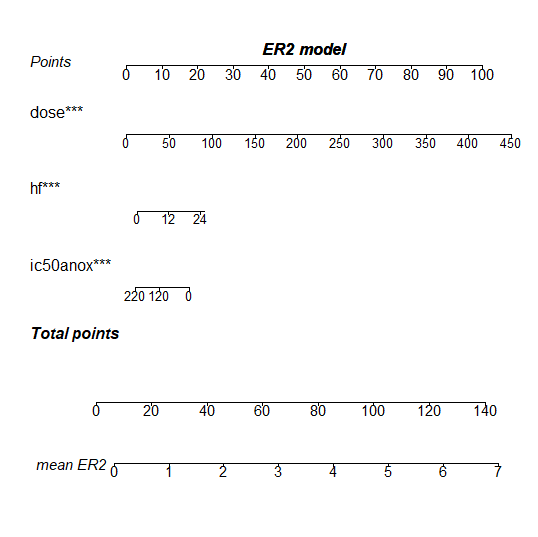 ER2 model
Points
0 10 20 30 40 50 60 70 80 90 100
dose***
0 50 100 150 200 250 300 350 400 450
hf***
0 12 24
ic50anox***
220 120 0
Total points
0 20 40 60 80 100 120 140
mean ER2
0 1 2 3 4 5 6 7